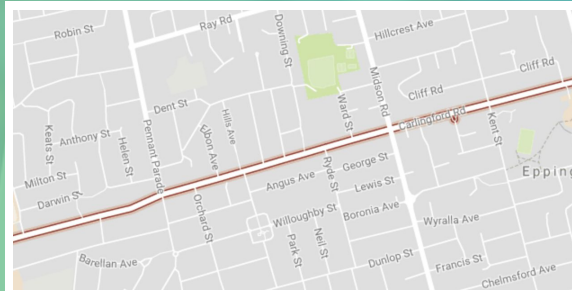 Robin St
Ray Rd
Downing St
Hillcrest Ave
Midson Rd
Cliff Rd
Cliff Rd
Carlingford Rd
Ward St
Kent St
Dent St
Hills Ave
Elbon Ave
Keats St
Anthony St
Helen St
Pennant Parade
Milton St
Darwin St
Orchard St
Angus Ave
Ryde St
George St
Lewis St
Epping
Willoughby St
Boronia Ave
Wyralla Ave
Park St
Neil St
Barellan Ave
Dunlop St
Francis St
Chelmsford Ave